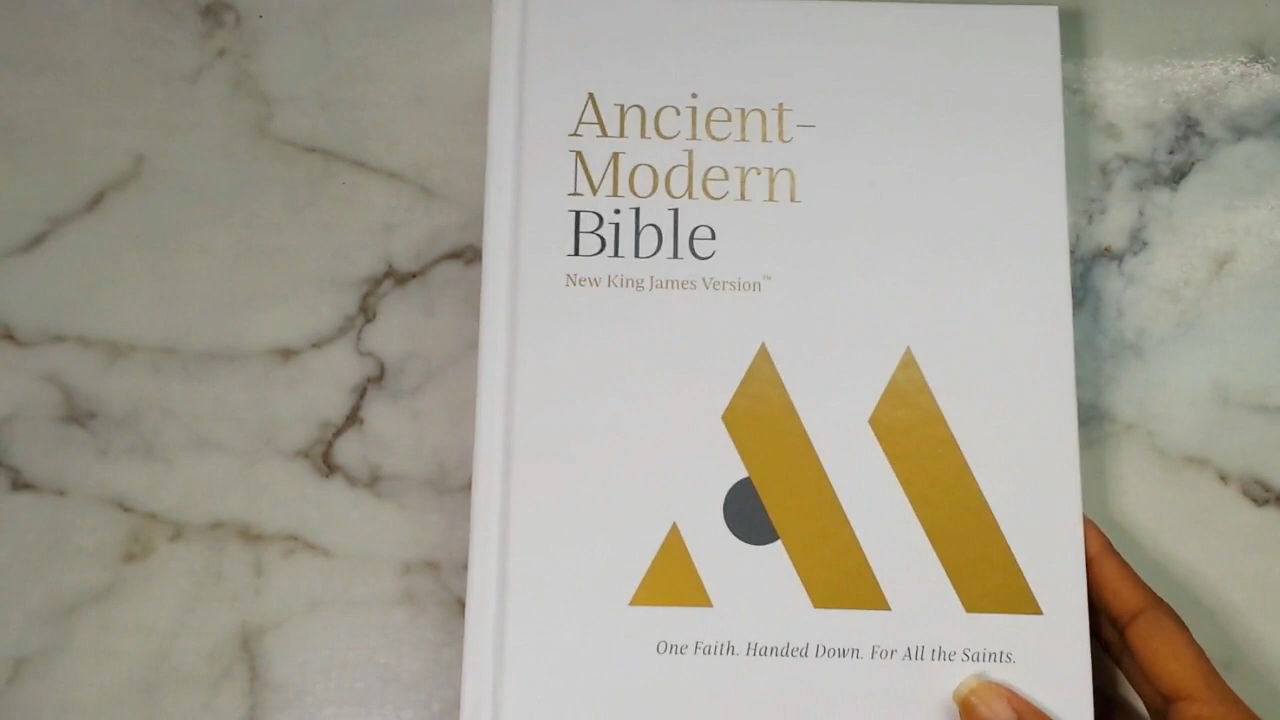 Ancient-
Modern
Bible
New King James Version™
One Faith. Handed Down. For All the Saints.